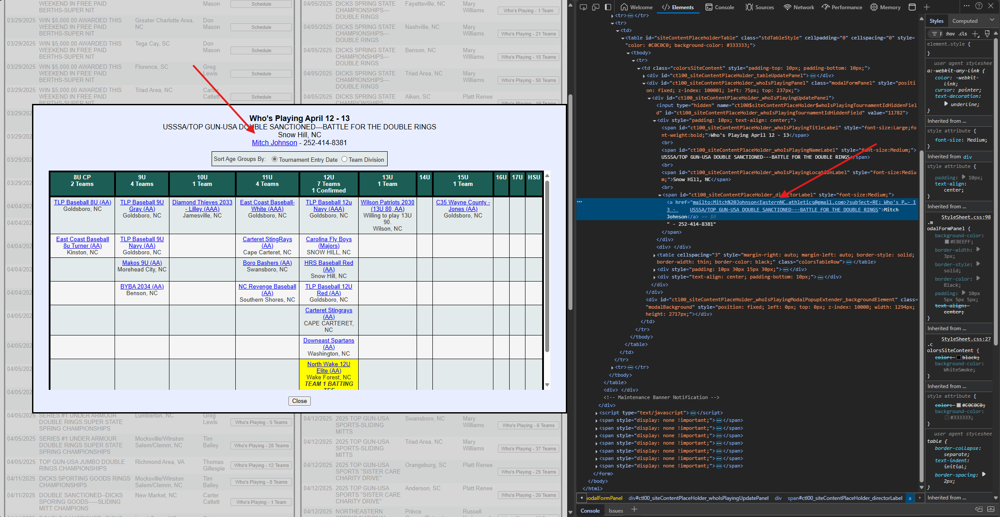 WEEKEND IN FREE PAID
BERTHS-SUPER NIT
Mason
Schedule
03/29/2025 WIN $5,000.00 AWARDED THIS
WEEKEND IN FREE PAID
BERTHS-SUPER NIT
Greater Charlotte Area,
NC
Don
Mason
Schedule
03/29/2025 WIN $5,000.00 AWARDED THIS
WEEKEND IN FREE PAID
BERTHS-SUPER NIT
Tega Cay, SC
Don
Mason
Schedule
03/29/2025 WIN $5,000.00 AWARDED THIS
WEEKEND IN FREE PAID
BERTHS-SUPER NIT
Florence, SC
Greg
Lewis
Schedule
03/29/2025 WIN $5,000.00 AWARDED THIS
WEEKEND IN FREE PAID
BERTHS-SUPER NIT
Triad Area, NC
Carter
Catlett
Schedule
04/05/2025 DICKS SPRING STATE
CHAMPIONSHIPS---
DOUBLE RINGS
Fayetteville, NC
Mary
Williams
Who's Playing - 1 Team
04/05/2025 DICKS SPRING STATE
CHAMPIONSHIPS---
DOUBLE RINGS
Nashville, NC
Mary
Williams
Who's Playing - 21 Teams
04/05/2025 DICKS SPRING STATE
CHAMPIONSHIPS---
DOUBLE RINGS
Benson, NC
Mary
Williams
Who's Playing - 15 Teams
04/05/2025 DICKS SPRING STATE
CHAMPIONSHIPS---
DOUBLE RINGS
Triad Area, NC
Mary
Williams
Who's Playing - 50 Teams
04/05/2025 DICKS SPRING STATE
CHAMPIONSHIPS---
Aiken, SC
Platt Renee
Who's Playing - 19 Teams
03/29/202
03/29/202
03/29/202
03/29/202
04/04/202
04/04/202
04/04/202
04/04/202
04/04/202
04/05/202
04/05/202
04/05/202
04/05/202
Who's Playing April 12 - 13
USSSA/TOP GUN-USA DOUBLE SANCTIONED---BATTLE FOR THE DOUBLE RINGS
Snow Hill, NC
Mitch Johnson - 252-414-8381
Sort Age Groups By: Tournament Entry Date Team Division
8U CP
2 Teams
9U
4 Teams
10U
1 Team
11U
4 Teams
12U
7 Teams
1 Confirmed
13U
1 Team
14U
15U
1 Team
16U
17U
HSU
TLP Baseball 8U (AA)
Goldsboro, NC
TLP Baseball 9U
Gray (AA)
Goldsboro, NC
Diamond Thieves 2033
- Lilley (AAA)
Jamesville, NC
East Coast Baseball-
White (AAA)
Goldsboro, NC
TLP Baseball 12u
Navy (AAA)
Goldsboro, NC
Wilson Patriots 2030
(13U 80, AA)
Willing to play 13U
90.
Wilson, NC
C35 Wayne County -
Jones (AA)
Goldsboro, NC
East Coast Baseball
8u Turner (AA)
Kinston, NC
TLP Baseball 9U
Navy (AA)
Goldsboro, NC
Carteret StingRays
(AA)
Cape Carteret, NC
Carolina Fly Boys
(Majors)
SNOW HILL, NC
Makos 9U (AA)
Morehead City, NC
Boro Bashers (AA)
Swansboro, NC
HRS Baseball Red
(AA)
Snow Hill, NC
BYBA 2034 (AA)
Benson, NC
NC Revenge Baseball
(AA)
Southern Shores, NC
TLP Baseball 12U
Red (AA)
Goldsboro, NC
Carteret Stingrays
(AA)
CAPE CARTERET,
NC
Downeast Spartans
(AA)
Washington, NC
North Wake 12U
Elite (AA)
Wake Forest, NC
TEAM 1 BATTING
TEE
Close
04/05/2025 SERIES #1 UNDER ARMOUR
DOUBLE RINGS SUPER STATE
SPRING CHAMPIONSHIPS
Lumberton, NC
Greg
Lewis
Who's Playing - 5 Teams
04/05/2025 SERIES #1 UNDER ARMOUR
DOUBLE RINGS SUPER STATE
SPRING CHAMPIONSHIPS
Mocksville/Winston
Salem/Clemm, NC
Tim
Bailey
Who's Playing - 28 Teams
04/05/2025 TOP GUN-USA JUMBO DOUBLE
RINGS CHAMPIONSHIPS
Richmond Area, VA
Thomas
Gillespie
Who's Playing - 12 Teams
04/11/2025 DICKS SPORTING GOODS RINGS
CHAMPIONSHIPS
Mocksville/Winston
Salem/Clemm, NC
Tim
Bailey
Who's Playing - 8 Teams
04/11/2025 DOUBLE SANCTIONED--DICKS
SPORING GOODS-----SLIDING
MITT CHAMPIONS
New Market, NC
Carter
Catlett
Who's Playing - 1 Team
04/12/2025 2025 TOP GUN-USA
SPORTS-SLIDING
MITTS
Swansboro, NC
Mary
Williams
Who's Playing - 6 Teams
04/12/2025 2025 TOP GUN-USA
SPORTS-SLIDING
MITTS
Triad Area, NC
Mary
Williams
Who's Playing - 37 Teams
04/12/2025 2025 TOP GUN-USA
SPORTS "SISTER CARE
CHARITY DRIVE"
Orangeburg, SC
Platt Renee
Who's Playing - 25 Teams
04/12/2025 2025 TOP GUN-USA
SPORTS "SISTER CARE
CHARITY DRIVE"
Anderson, SC
Platt Renee
Who's Playing - 20 Teams
04/12/2025 NORTHEASTERN
Prince
Russell
Welcome
Elements
Console
Sources
Network
Performance
Memory
<tr> </tr>
<tr>
<td>
<table id="siteContentPlaceholderTable" class="stdTableStyle" cellpadding="0" cellspacing="0" style=
"color: #C0C0C0; background-color: #333333;">
<tbody>
<tr>
<td class="colorsSiteContent" style="padding-top: 10px; padding-bottom: 10px;">
<div id="ctl00_siteContentPlaceHolder_tableUpdatePanel"> </div>
<div id="ctl00_siteContentPlaceHolder_whoIsPlayingPanel" class="modalFormPanel" style="positi
on: fixed; z-index: 100001; left: 75px; top: 237px;">
<div id="ctl00_siteContentPlaceHolder_whoIsPlayingUpdatePanel">
<input type="hidden" name="ctl00$siteContentPlaceHolder$whoIsPlayingTournamentIdHiddenFiel
d" id="ctl00_siteContentPlaceHolder_whoIsPlayingTournamentIdHiddenField" value="11782">
<div style="padding: 10px; text-align: center;">
<span id="ctl00_siteContentPlaceHolder_whoIsPlayingTitleLabel" style="font-size:Large;fo
nt-weight:bold;">Who's Playing April 12 - 13</span>
<br>
<span id="ctl00_siteContentPlaceHolder_whoIsPlayingNameLabel" style="font-size:Medium;">
USSSA/TOP GUN-USA DOUBLE SANCTIONED---BATTLE FOR THE DOUBLE RINGS</span>
<br>
<span id="ctl00_siteContentPlaceHolder_whoIsPlayingLocationLabel" style="font-size:Mediu
m;">Snow Hill, NC</span>
<br>
<span id="ctl00_siteContentPlaceHolder_directorLabel" style="font-size:Medium;">
<a href="mailto:Mitch%20Johnson<EasternNC.athletics@gmail.com>?subject=RE: Who's P…- 1
3 - USSSA/TOP GUN-USA DOUBLE SANCTIONED---BATTLE FOR THE DOUBLE RINGS">Mitch
Johnson</a> == $0
" - 252-414-8381"
</span>
</div>
<div> </div>
<table cellspacing="3" style="margin-right: auto; margin-left: auto; border-style: solid;
border-width: thin; border-color: black;" class="colorsTableRow"> </table>
<div style="padding: 10px 30px 15px 30px;"> </div>
<div style="text-align: center; padding-bottom: 10px;"> </div>
</div>
</div>
<div id="ctl00_siteContentPlaceHolder_whoIsPlayingModalPopupExtender_backgroundElement" class=
"modalBackground" style="position: fixed; left: 0px; top: 0px; z-index: 10000; width: 1294px;
height: 2717px;"></div>
</td>
</tr>
</tbody>
</table>
</td>
</tr>
<tr> </tr>
</tbody>
</table>
<div> </div>
<!-- Maintenance Banner Notification -->
</div>
<script type="text/javascript"> </script>
<span style="display: none !important;"> </span>
<span style="display: none !important;"> </span>
<span style="display: none !important;"> </span>
<span style="display: none !important;"> </span>
<span style="display: none !important;"> </span>
<span style="display: none !important;"> </span>
<span style="display: none !important;"> </span>
</form>
</body>
</html>
odalFormPanel div#ctl00_siteContentPlaceHolder_whoIsPlayingUpdatePanel div span#ctl00_siteContentPlaceHolder_directorLabel a
Console Issues
Styles Computed
F :hov .cls
element.style {
}
user agent styleshee
a:-webkit-any-link {
color: -webkit-
link;
cursor: pointer;
text-decoration:
underline;
}
Inherited from ...
style attribute {
font-size: Medium;
}
Inherited from div
style attribute {
padding: 10px;
text-align:
center;
}
Inherited from ...
StyleSheet.css:98
.m
odalFormPanel {
background-color:
#E8EEFF;
border-width:
3px;
border-style:
solid;
border-color:
Black;
padding: 10px
5px 5px 5px;
text-align:
center;
}
Inherited from ...
StyleSheet.css:27
.c
olorsSiteContent {
color: black;
background-color:
WhiteSmoke;
}
Inherited from ...
style attribute {
color: #C0C0C0;
background-color:
#333333;
}
user agent styleshee
table {
border-collapse:
separate;
text-indent:
initial;
border-spacing:
2px;
}
Inherited from ...